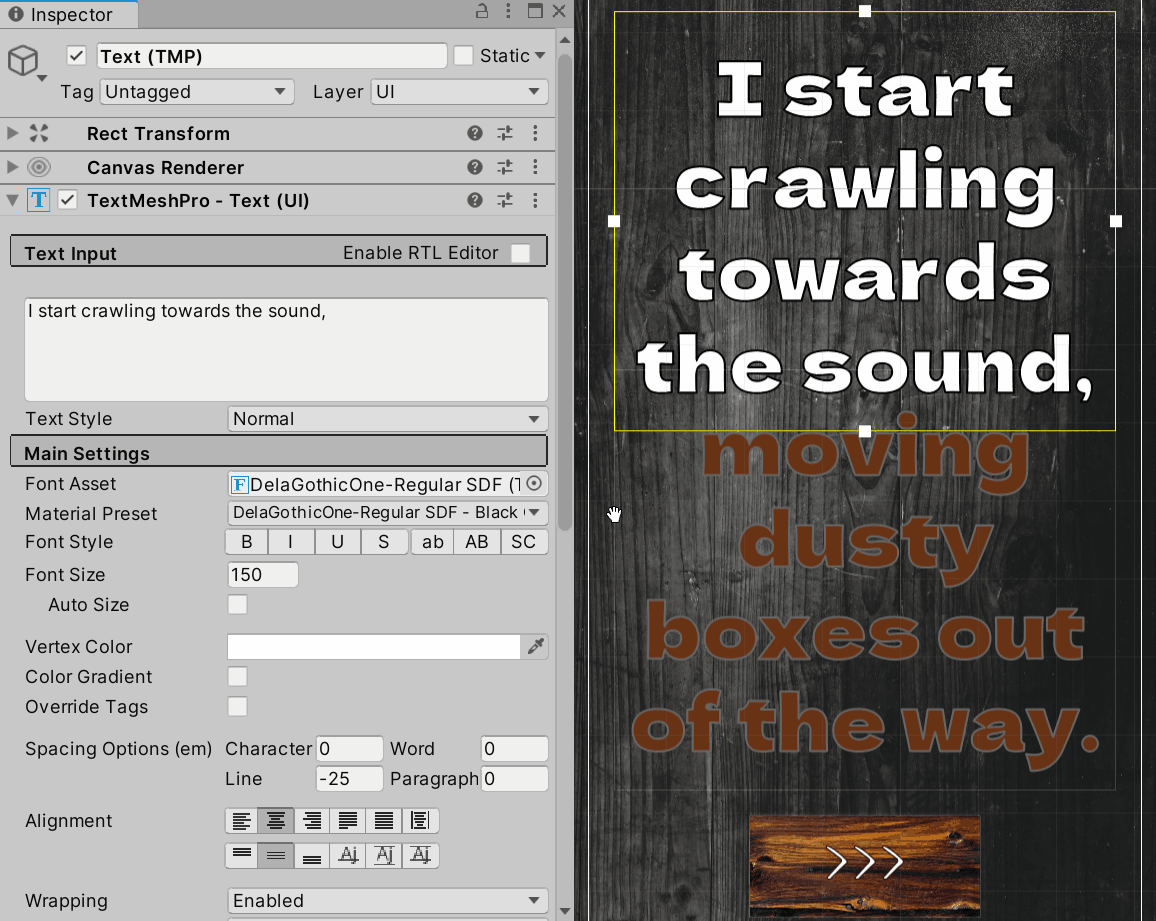 Inspector
Text (TMP)
Static
Tag Untagged Layer UI
Rect Transform
Canvas Renderer
T TextMeshPro - Text (UI)
Text Input Enable RTL Editor
I start crawling towards the sound,
Text Style Normal
Main Settings
Font Asset F DelaGothicOne-Regular SDF (T
Material Preset DelaGothicOne-Regular SDF - Black
Font Style B I U S ab AB SC
Font Size 150
Auto Size
Vertex Color
Color Gradient
Override Tags
Spacing Options (em) Character 0 Word 0
Line -25 Paragraph 0
Alignment
Wrapping Enabled
I start
crawling
towards
the sound,
moving
dusty
boxes out
of the way.